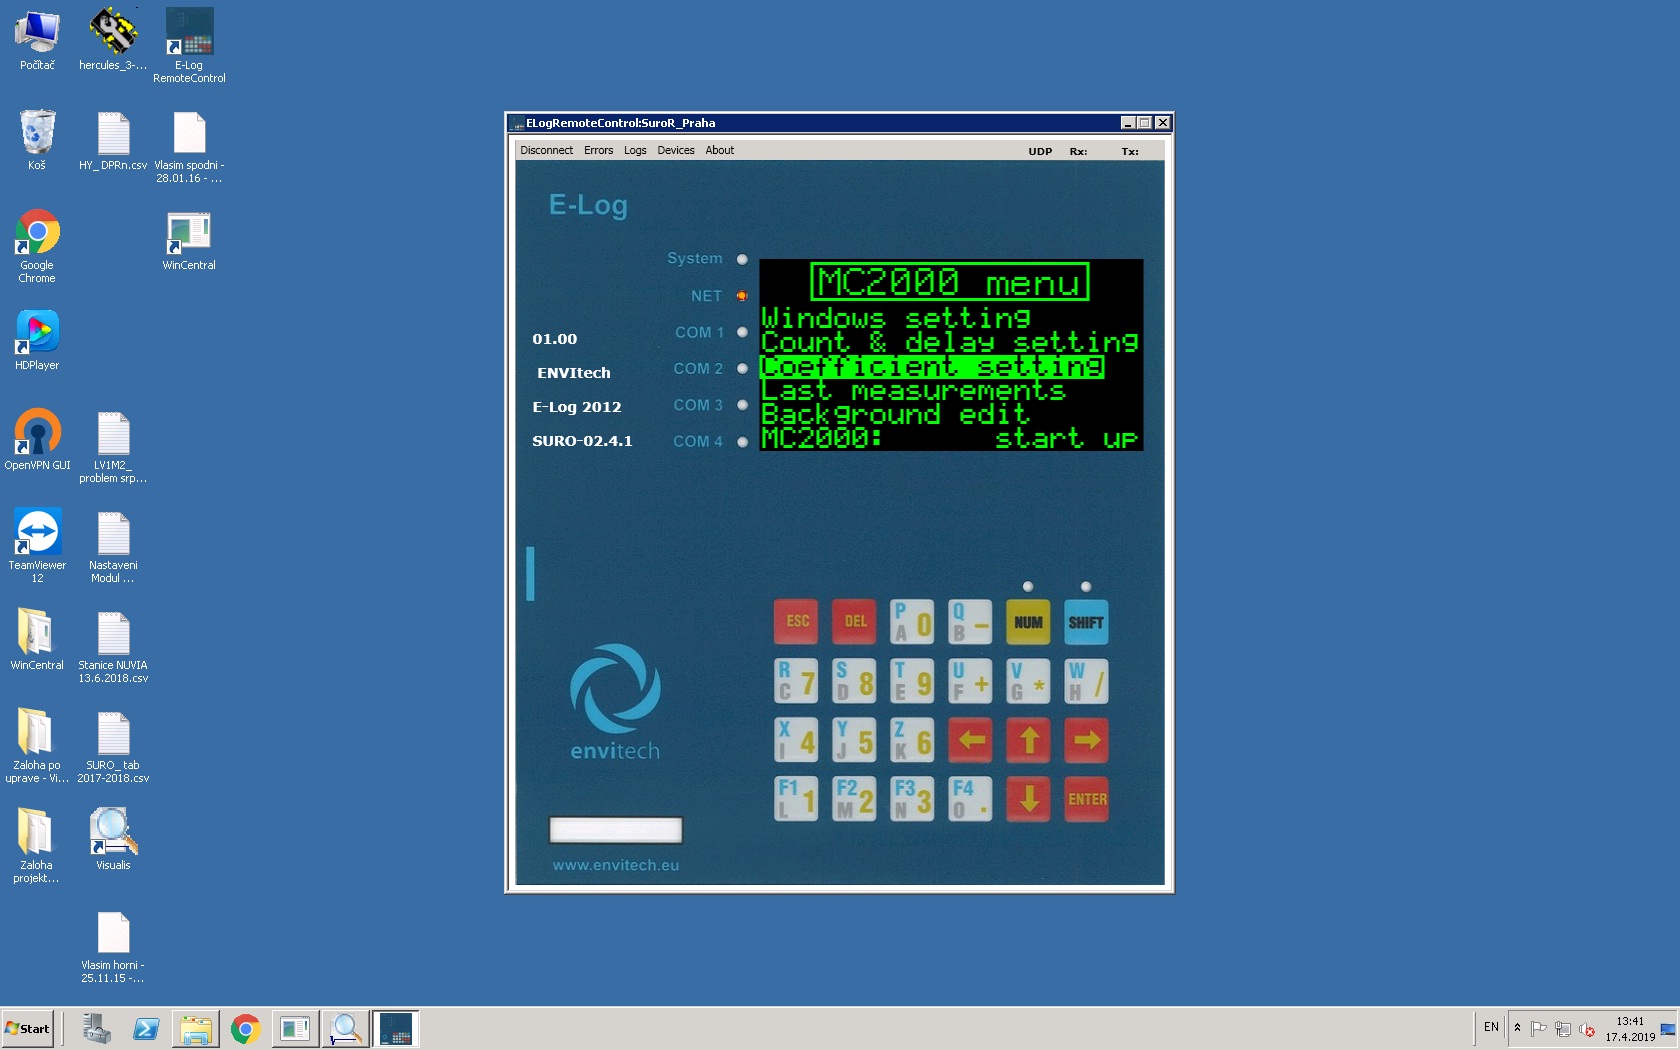 Počítač
hercules_3-...
E-Log
RemoteControl
Koš
HY_DPRn.csv
Vlasim spodni -
28.01.16 - ...
Google
Chrome
WinCentral
HDPlayer
OpenVPN GUI
LV1M2_
problem srp...
TeamViewer
12
Nastaveni
Modul ...
WinCentral
Stanice NUVIA
13.6.2018.csv
Zaloha po
uprave - Vi...
SURO_tab
2017-2018.csv
Zaloha
projekt...
Visualis
Vlasim horni -
25.11.15 -...
ELogRemoteControl:SuroR_Praha
Disconnect Errors Logs Devices About UDP Rx: Tx:
E-Log
System
NET
COM 1
COM 2
COM 3
COM 4
01.00
ENVItech
E-Log 2012
SURO-02.4.1
MC2000 menu
Windows setting
Count & delay setting
Coefficient setting
Last measurements
Background edit
MC2000: start up
ESC DEL P A 0 Q B - NUM SHIFT
R C 7 S D 8 T E 9 U F + V G * W H /
X I 4 Y J 5 Z K 6 ← ↑ →
F1 L 1 F2 M 2 F3 N 3 F4 O . ↓ ENTER
envitech
www.envitech.eu
Start
EN
13:41
17.4.2019